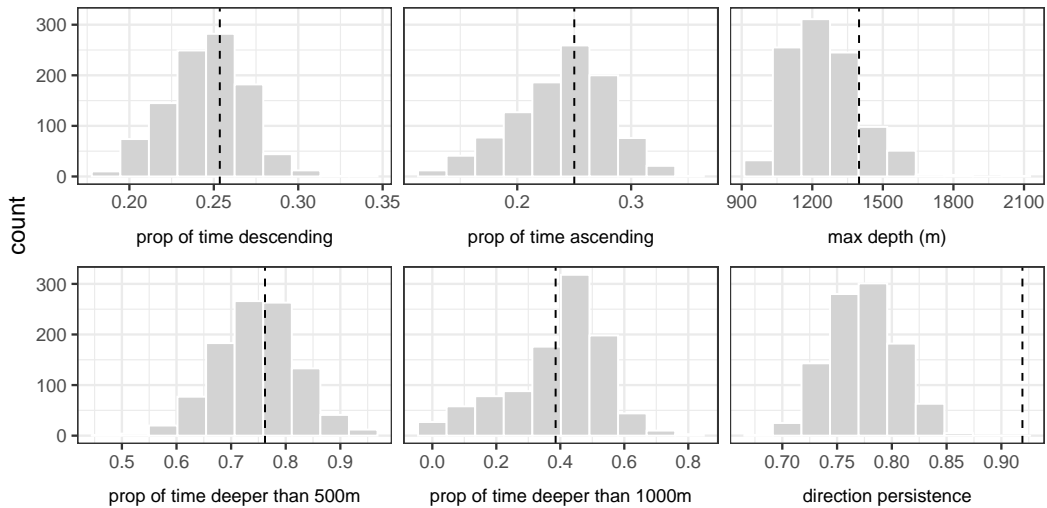 count
300
200
100
0
0.20 0.25 0.30 0.35
0.2 0.3
900 1200 1500 1800 2100
prop of time descending
prop of time ascending
max depth (m)
300
200
100
0
0.5 0.6 0.7 0.8 0.9
0.0 0.4 0.8
0.70 0.75 0.80 0.85 0.90
prop of time deeper than 500m
prop of time deeper than 1000m
direction persistence